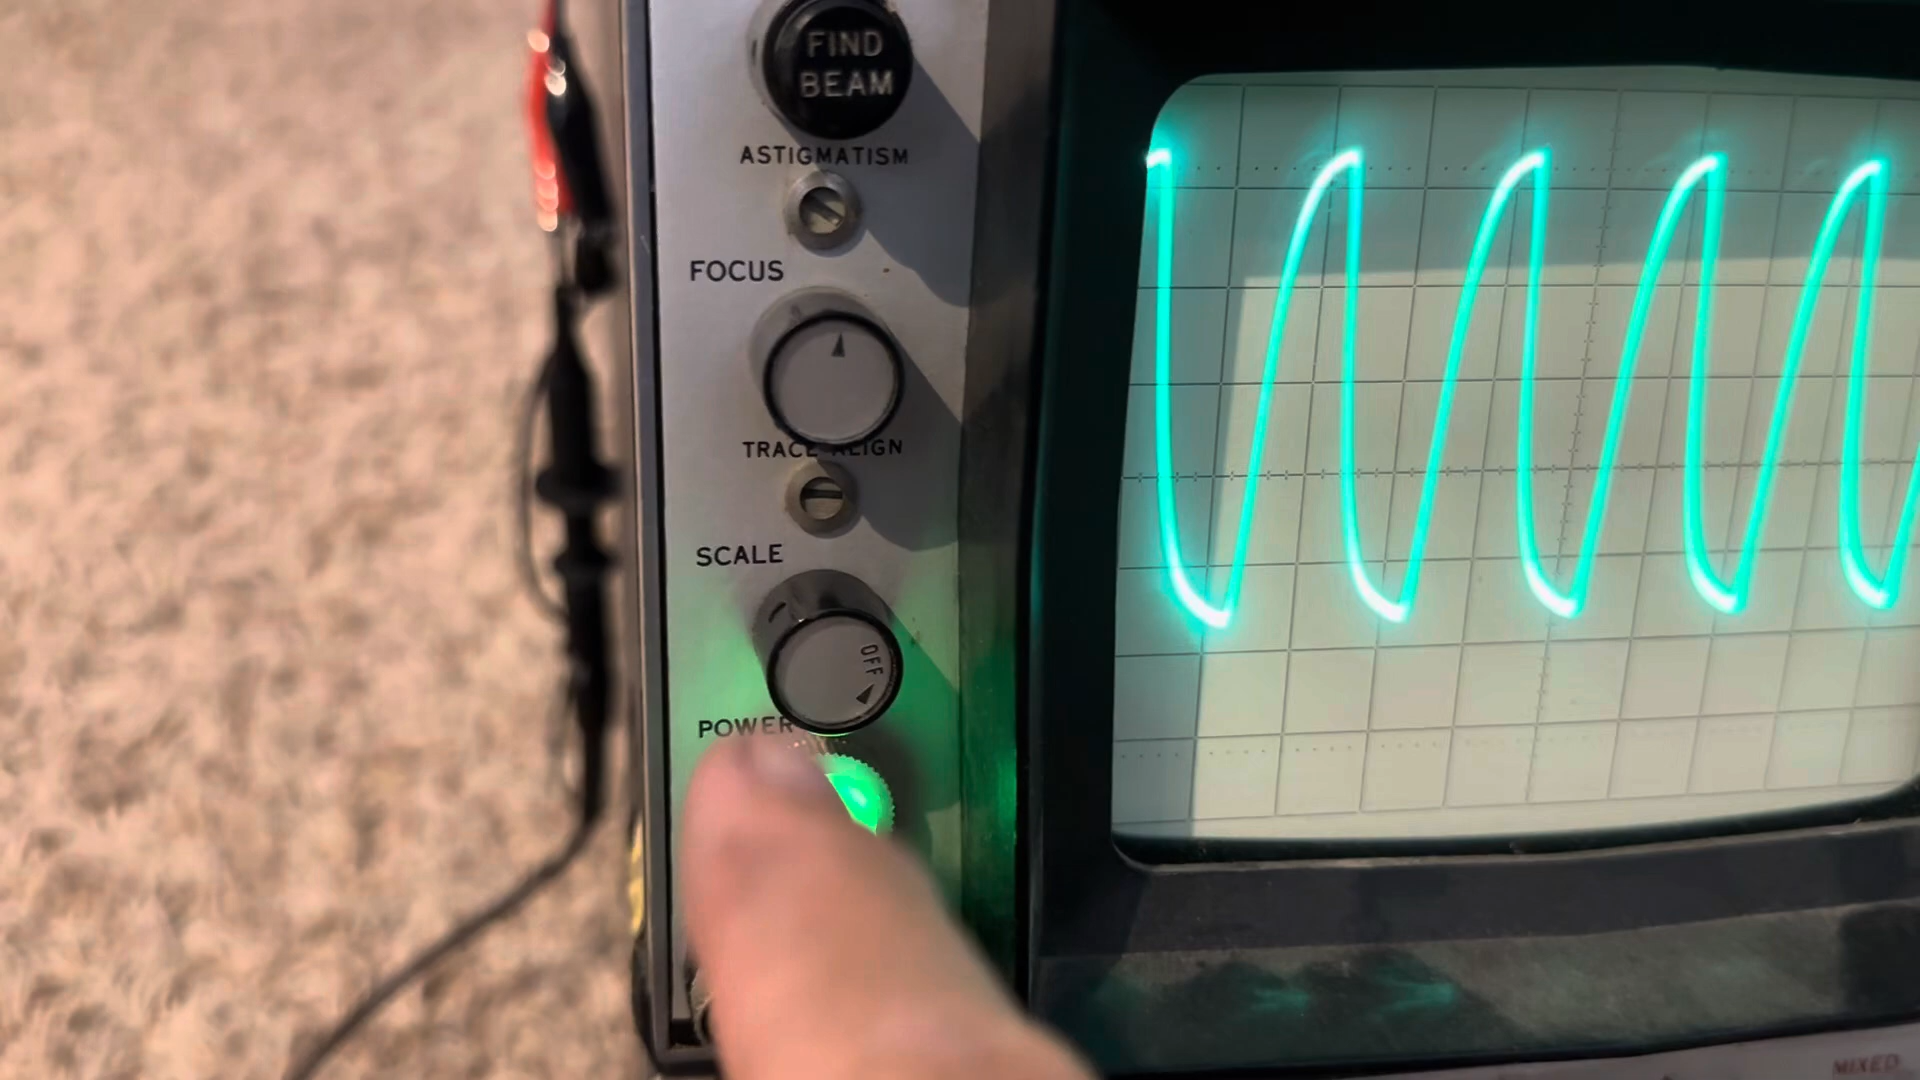 FIND
BEAM
ASTIGMATISM
FOCUS
TRACE ALIGN
SCALE
OFF
POWER
MIXED